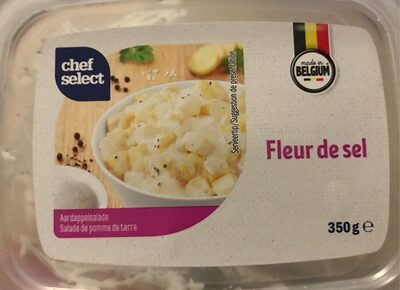 chef
select
made in
BELGIUM
Serveertip/Suggestion de présentation
Fleur de sel
Aardappelsalade
Salade de pomme de terre
350g e